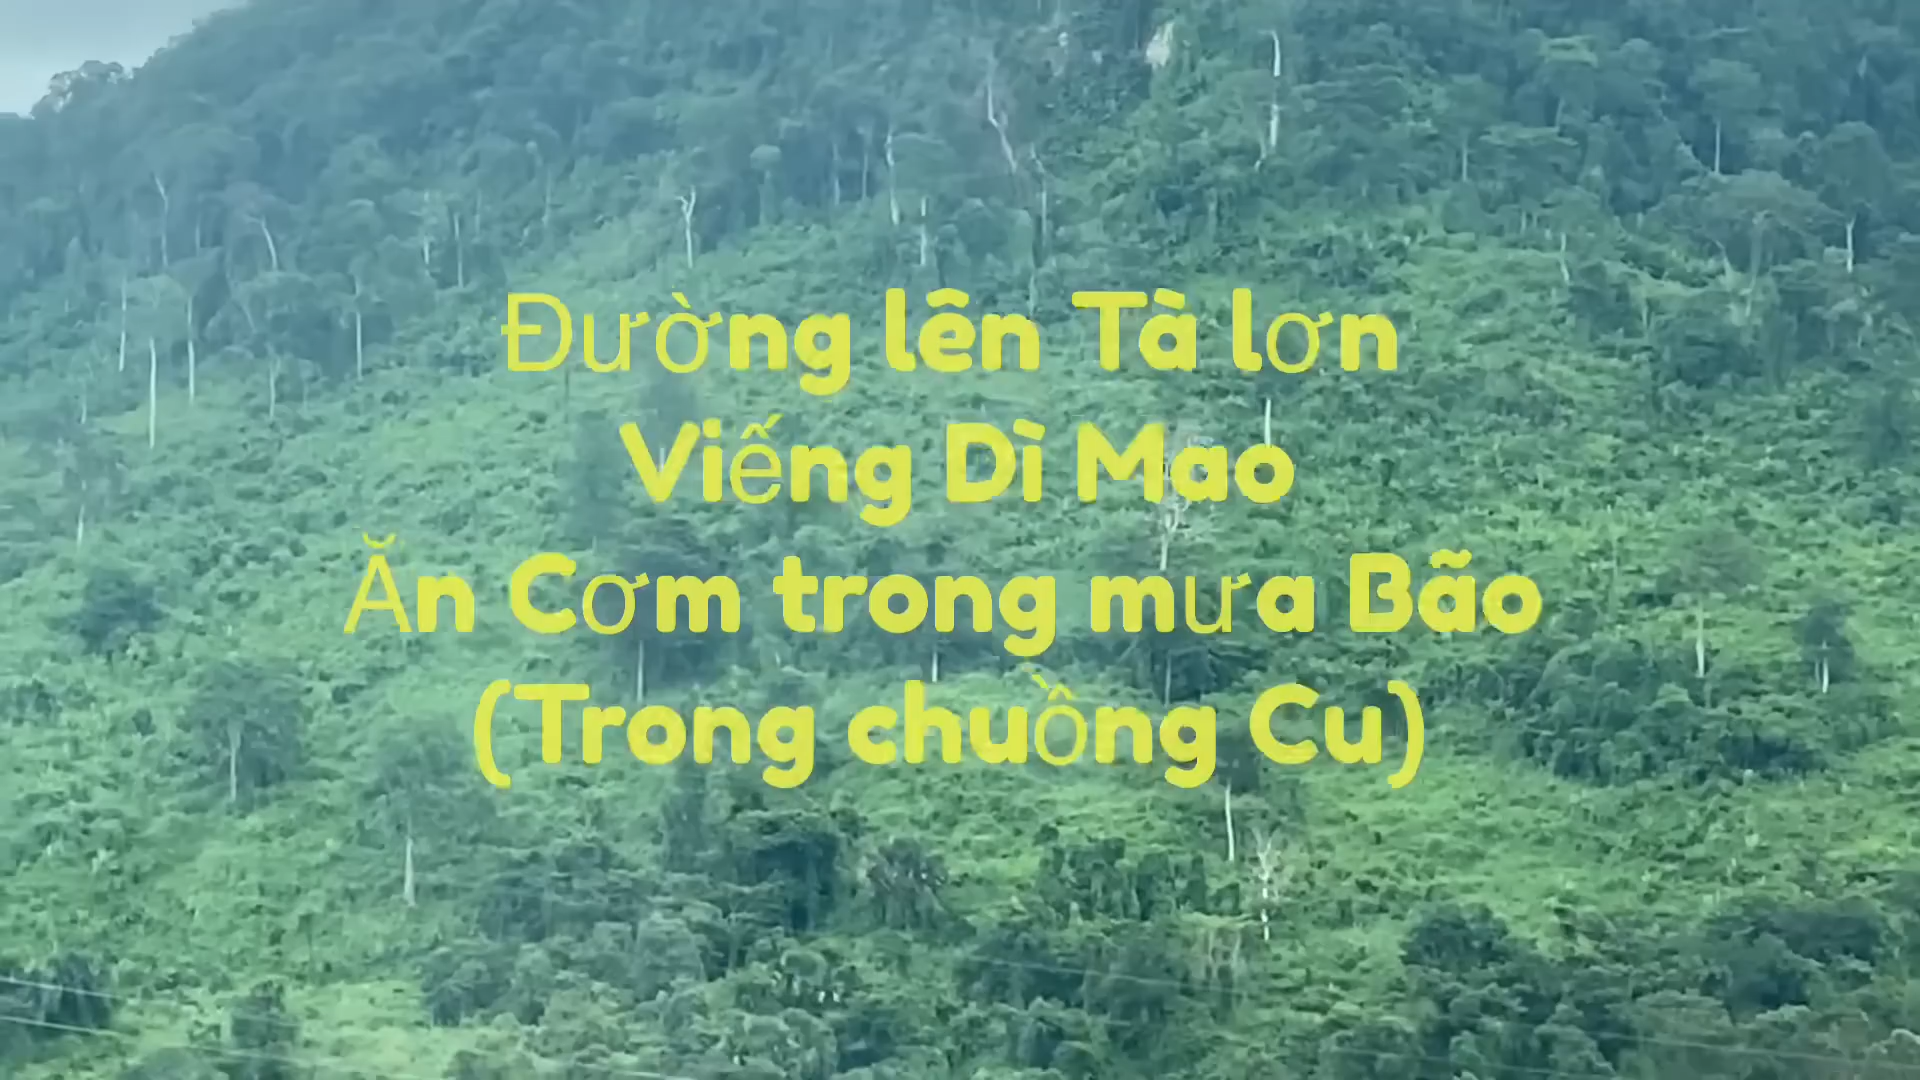 Đường lên Tà lơn
Viếng Dì Mao
Ăn Cơm trong mưa Bão
(Trong chuồng Cu)